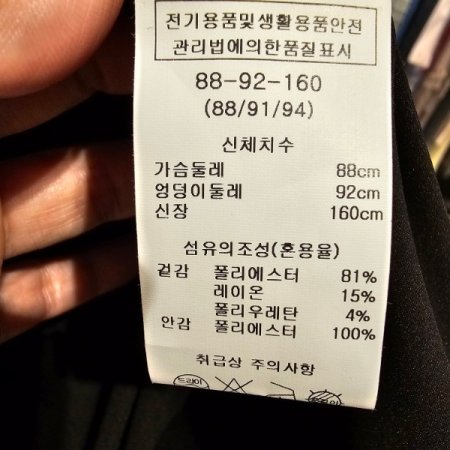 전기용품및생활용품안전
관리법에의한품질표시
88-92-160
(88/91/94)
신체치수
가슴둘레 88cm
엉덩이둘레 92cm
신장 160cm
섬유의조성(혼용율)
겉감 폴리에스터 81%
레이온 15%
폴리우레탄 4%
안감 폴리에스터 100%
취급상 주의사항
드라이